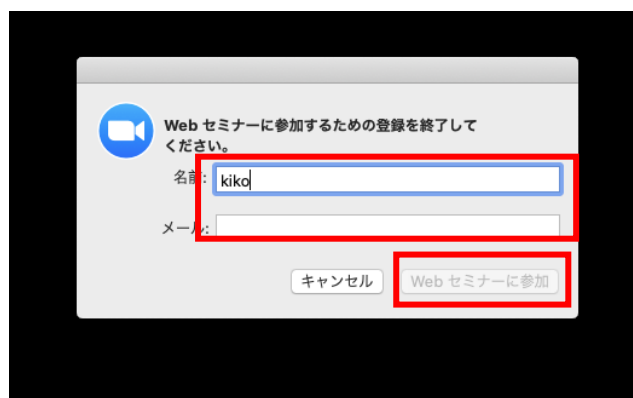 Web セミナーに参加するための登録を終了して
ください。
名前: kiko
メール:
キャンセル Web セミナーに参加